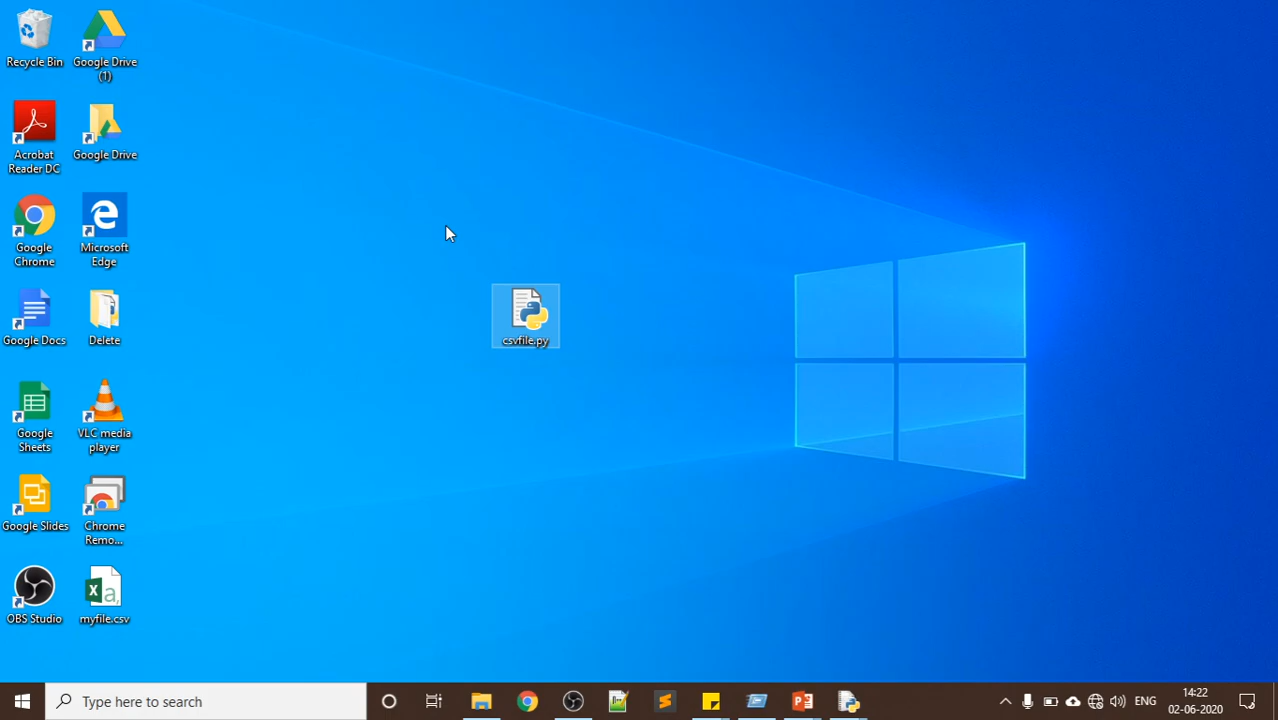 Recycle Bin
Google Drive
(1)
Acrobat
Reader DC
Google Drive
Google
Chrome
Microsoft
Edge
Google Docs
Delete
Google
Sheets
VLC media
player
Google Slides
Chrome
Remo...
OBS Studio
myfile.csv
csvfile.py
Type here to search
ENG
14:22
02-06-2020